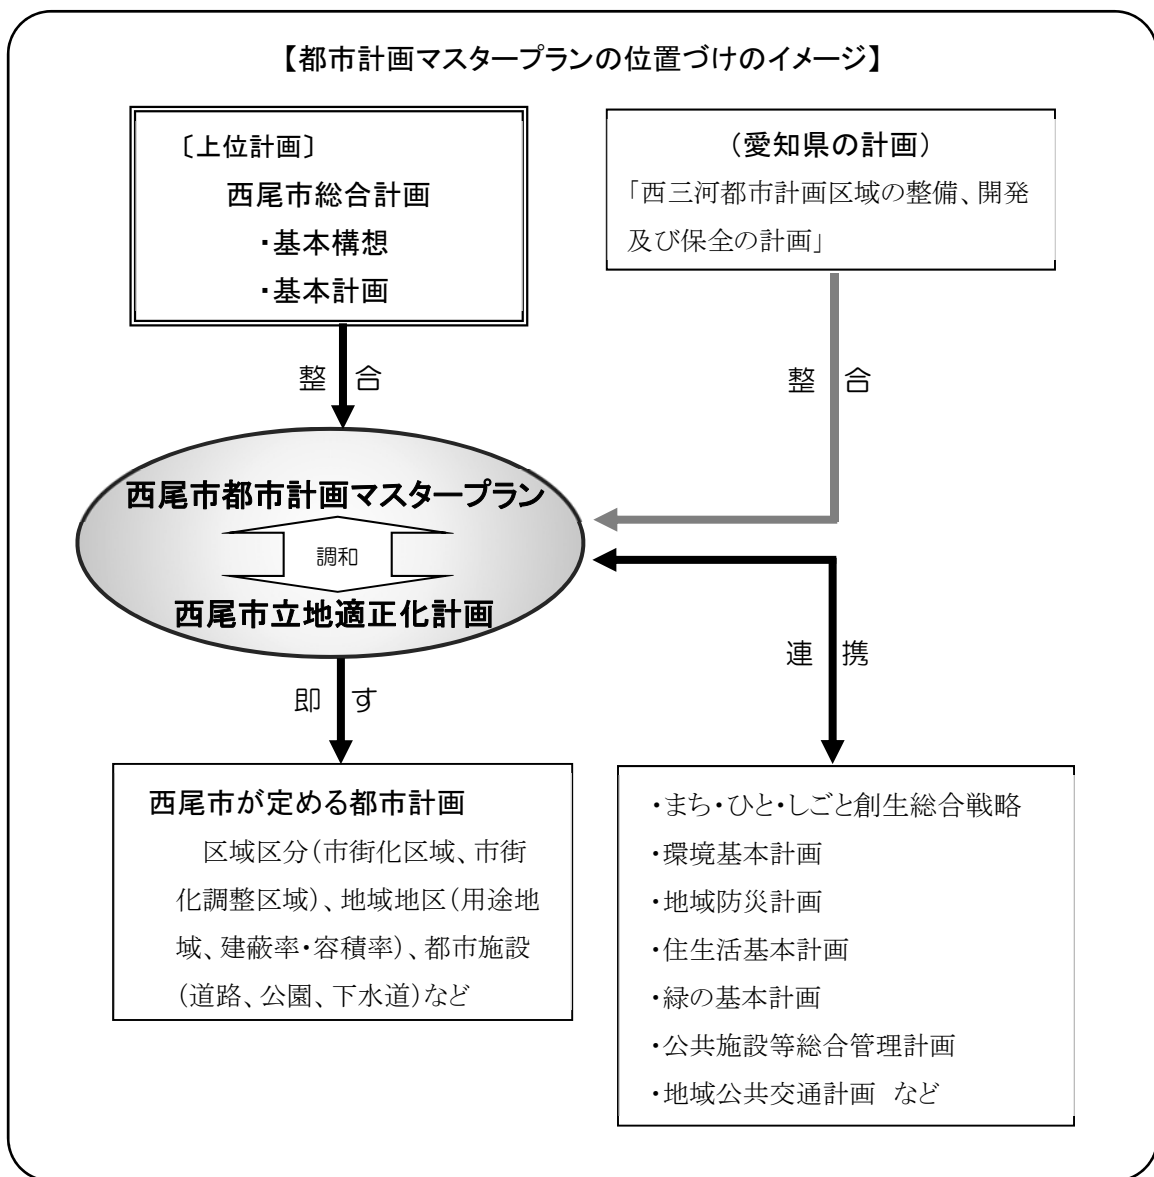 【都市計画マスタープランの位置づけのイメージ】
〔上位計画〕
西尾市総合計画
・基本構想
・基本計画
（愛知県の計画）
「西三河都市計画区域の整備、開発
及び保全の計画」
整合
整合
西尾市都市計画マスタープラン
調和
西尾市立地適正化計画
連携
即す
西尾市が定める都市計画
区域区分（市街化区域、市街
化調整区域）、地域地区（用途地
域、建蔽率・容積率）、都市施設
（道路、公園、下水道）など
・まち・ひと・しごと創生総合戦略
・環境基本計画
・地域防災計画
・住生活基本計画
・緑の基本計画
・公共施設等総合管理計画
・地域公共交通計画　など